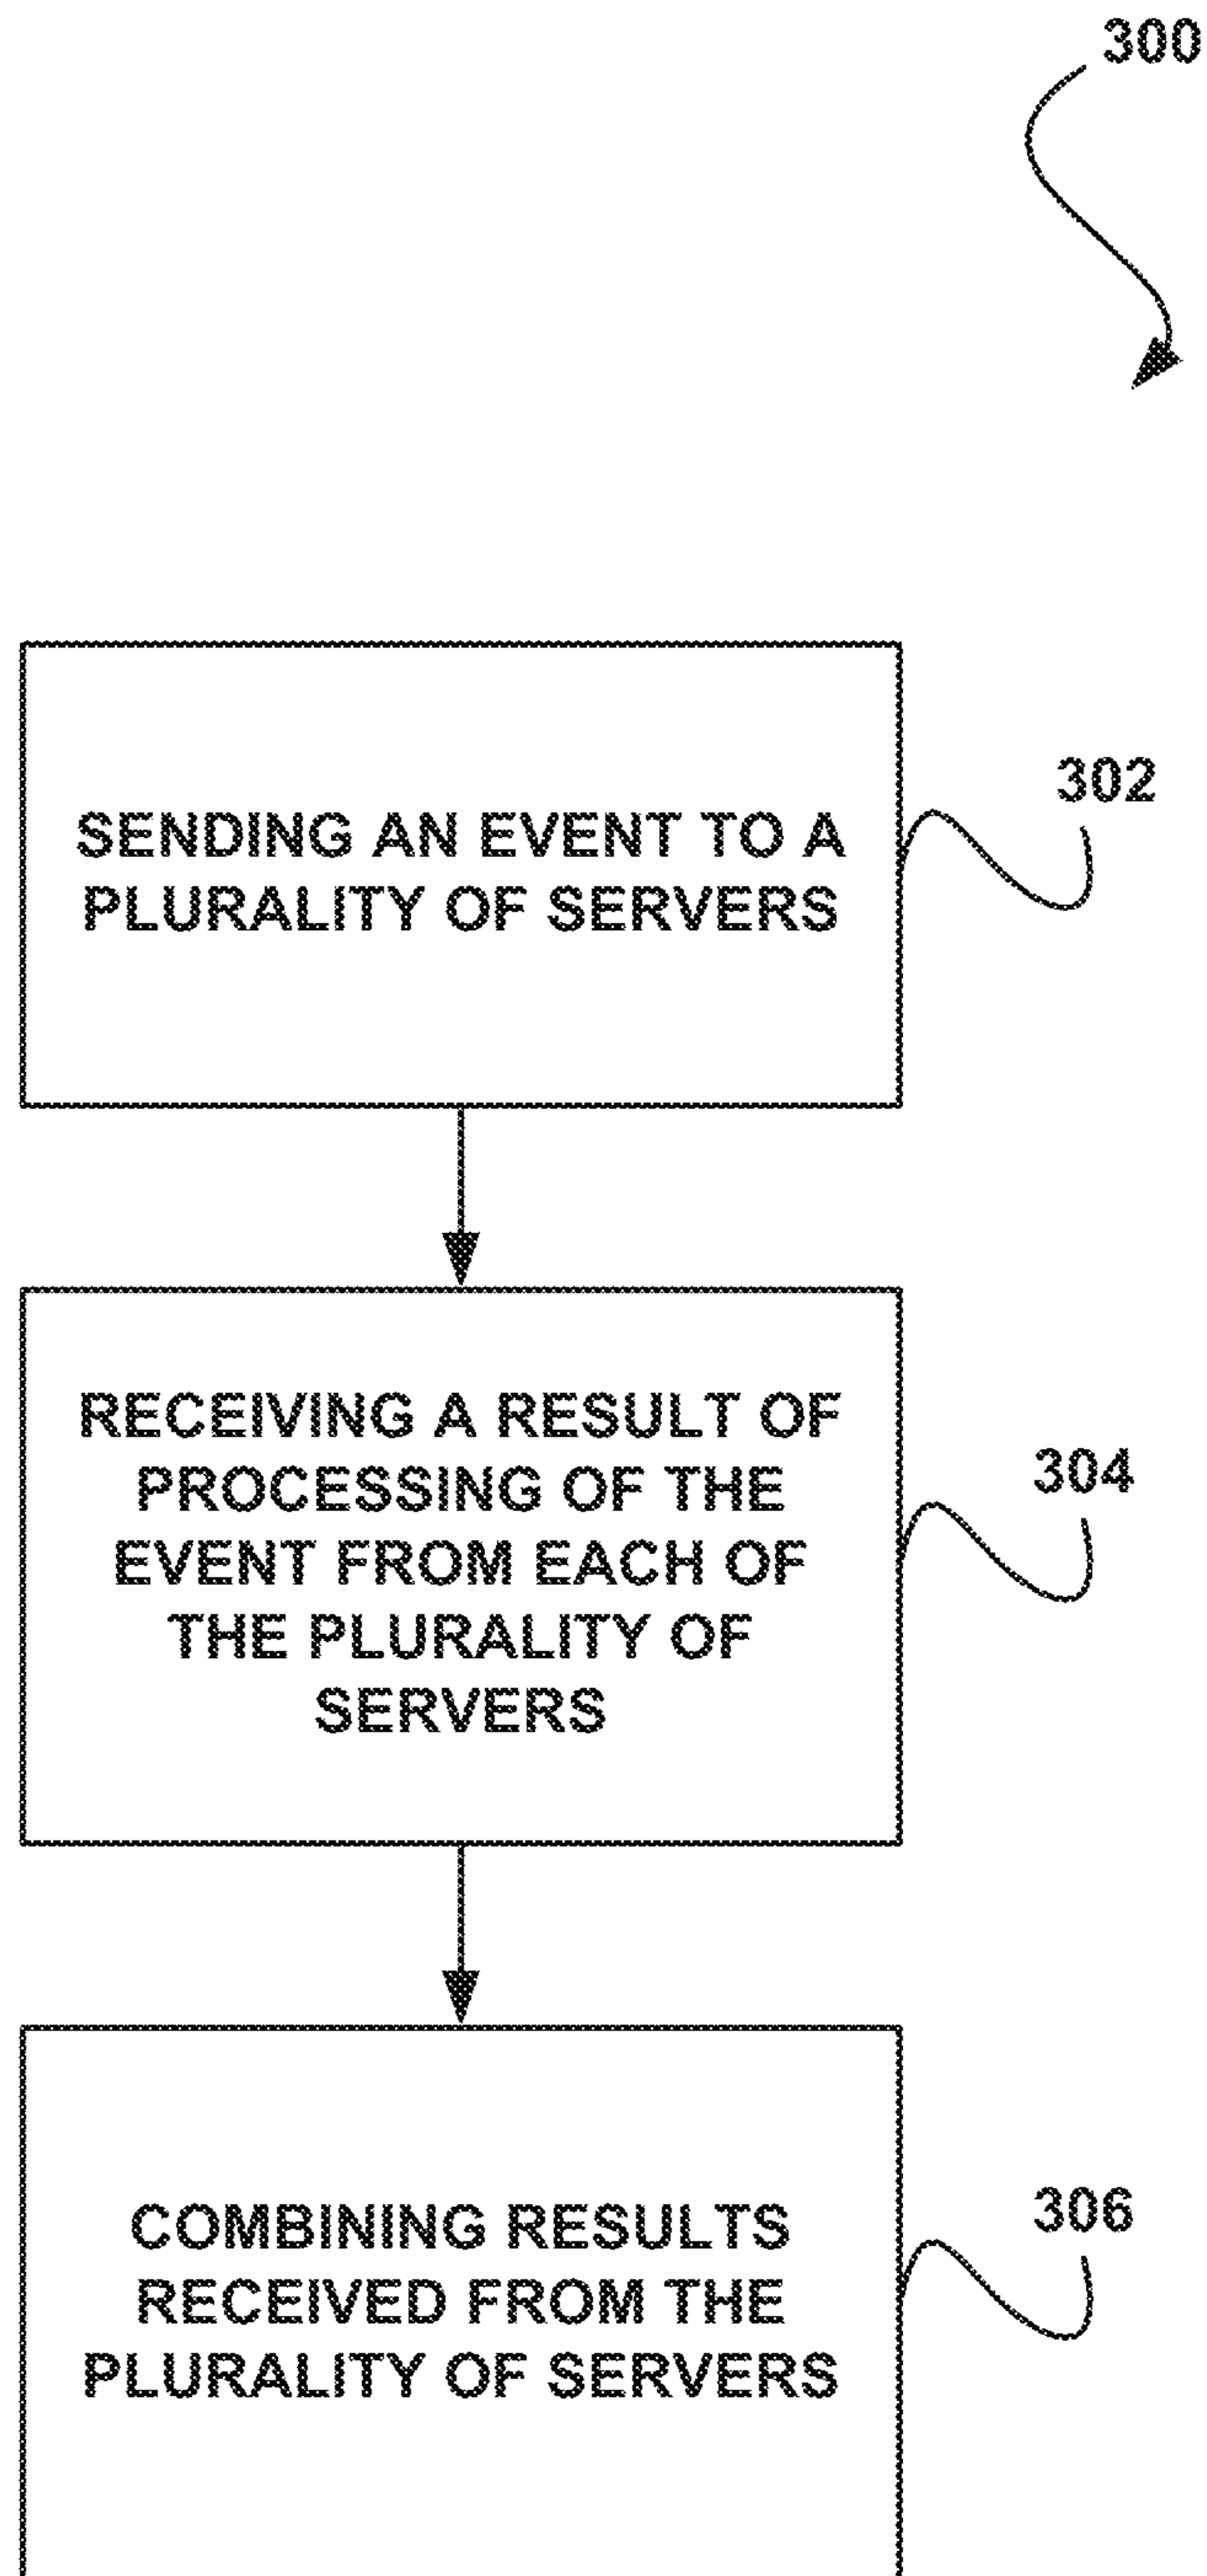 300
302
SENDING AN EVENT TO A
PLURALITY OF SERVERS
304
RECEIVING A RESULT OF
PROCESSING OF THE
EVENT FROM EACH OF
THE PLURALITY OF
SERVERS
306
COMBINING RESULTS
RECEIVED FROM THE
PLURALITY OF SERVERS